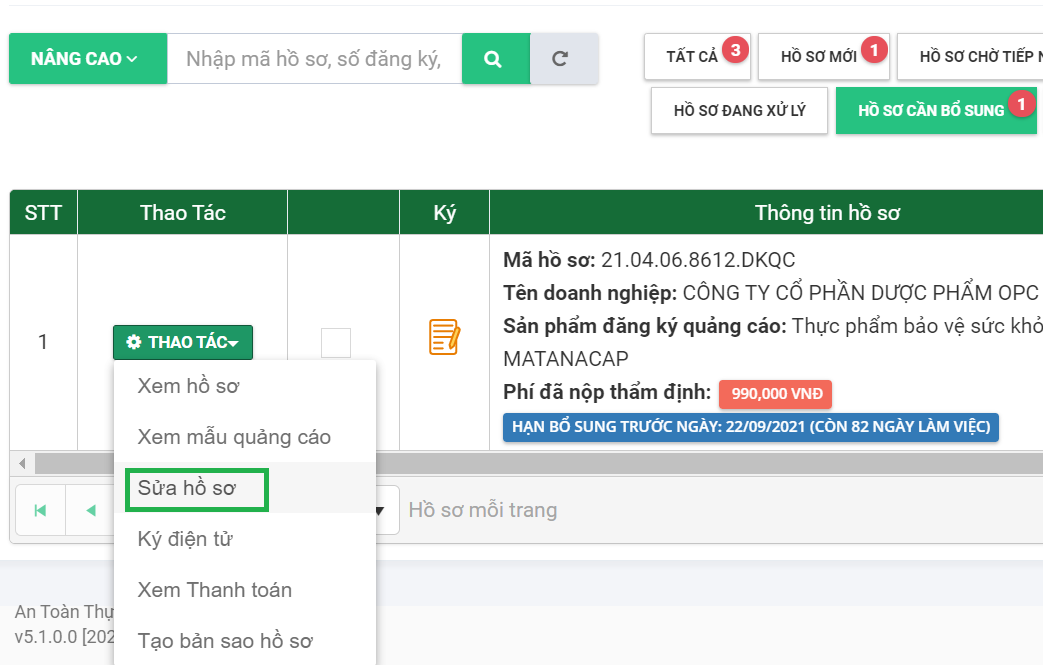 NÂNG CAO
Nhập mã hồ sơ, số đăng ký,
TẤT CẢ 3
HỒ SƠ MỚI 1
HỒ SƠ CHỜ TIẾP
HỒ SƠ ĐANG XỬ LÝ
HỒ SƠ CẦN BỔ SUNG 1
STT Thao Tác Ký Thông tin hồ sơ
Mã hồ sơ: 21.04.06.8612.DKQC
Tên doanh nghiệp: CÔNG TY CỔ PHẦN DƯỢC PHẨM OPC
1
THAO TÁC
Sản phẩm đăng ký quảng cáo: Thực phẩm bảo vệ sức khỏ
MATANACAP
Phí đã nộp thẩm định: 990,000 VNĐ
HẠN BỔ SUNG TRƯỚC NGÀY: 22/09/2021 (CÒN 82 NGÀY LÀM VIỆC)
Xem hồ sơ
Xem mẫu quảng cáo
Sửa hồ sơ
Ký điện tử
Xem Thanh toán
Tạo bản sao hồ sơ
Hồ sơ mỗi trang
An Toàn Thự
v5.1.0.0 [202